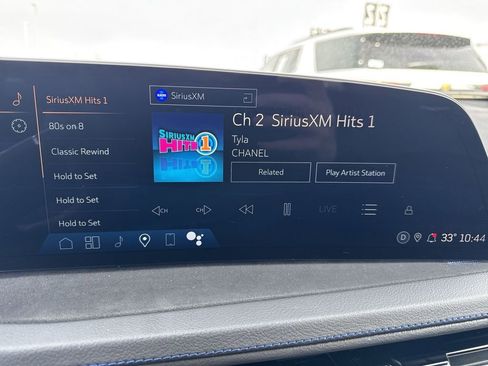 SiriusXM Hits 1
80s on 8
Classic Rewind
Hold to Set
Hold to Set
Hold to Set
SiriusXM
SIRIUSXM
HITS 1
Ch 2 SiriusXM Hits 1
Tyla
CHANEL
Related
Play Artist Station
CH
CH
LIVE
D
33° 10:44